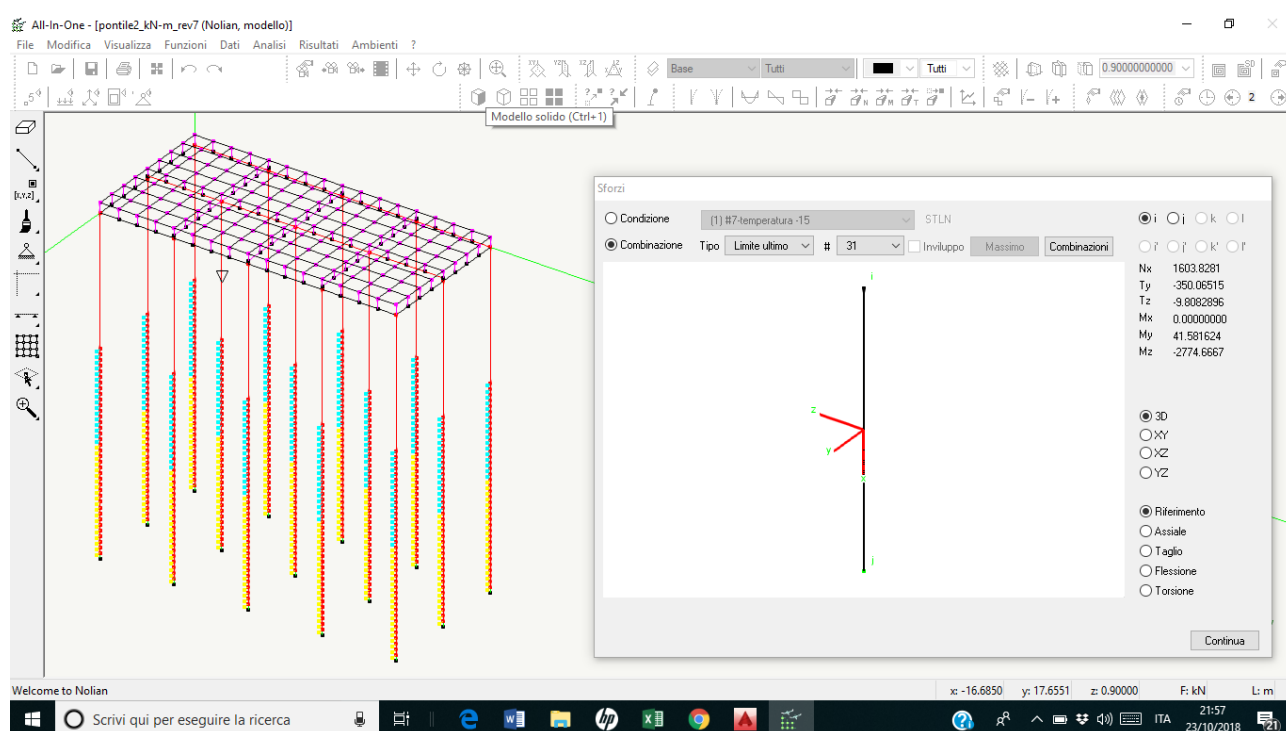 All-In-One - [pontile2_kN-m_rev7 (Nolian, modello)]
File Modifica Visualizza Funzioni Dati Analisi Risultati Ambienti ?
Base Tutti Tutti 0.90000000000
2
Modello solido (Ctrl+1)
[x,y,z]
Sforzi
Condizione (1) #7-temperatura -15 STLN i j k l
Combinazione Tipo Limite ultimo # 31 Inviluppo Massimo Combinazioni i' j' k' l'
Nx 1603.8281
Ty -350.06515
Tz -9.8082896
Mx 0.00000000
My 41.581624
Mz -2774.6667
i
z
y
x
i
3D
XY
XZ
YZ
Riferimento
Assiale
Taglio
Flessione
Torsione
Continua
Welcome to Nolian x: -16.6850 y: 17.6551 z: 0.90000 F: kN L: m
Scrivi qui per eseguire la ricerca ITA 21:57
23/10/2018
21